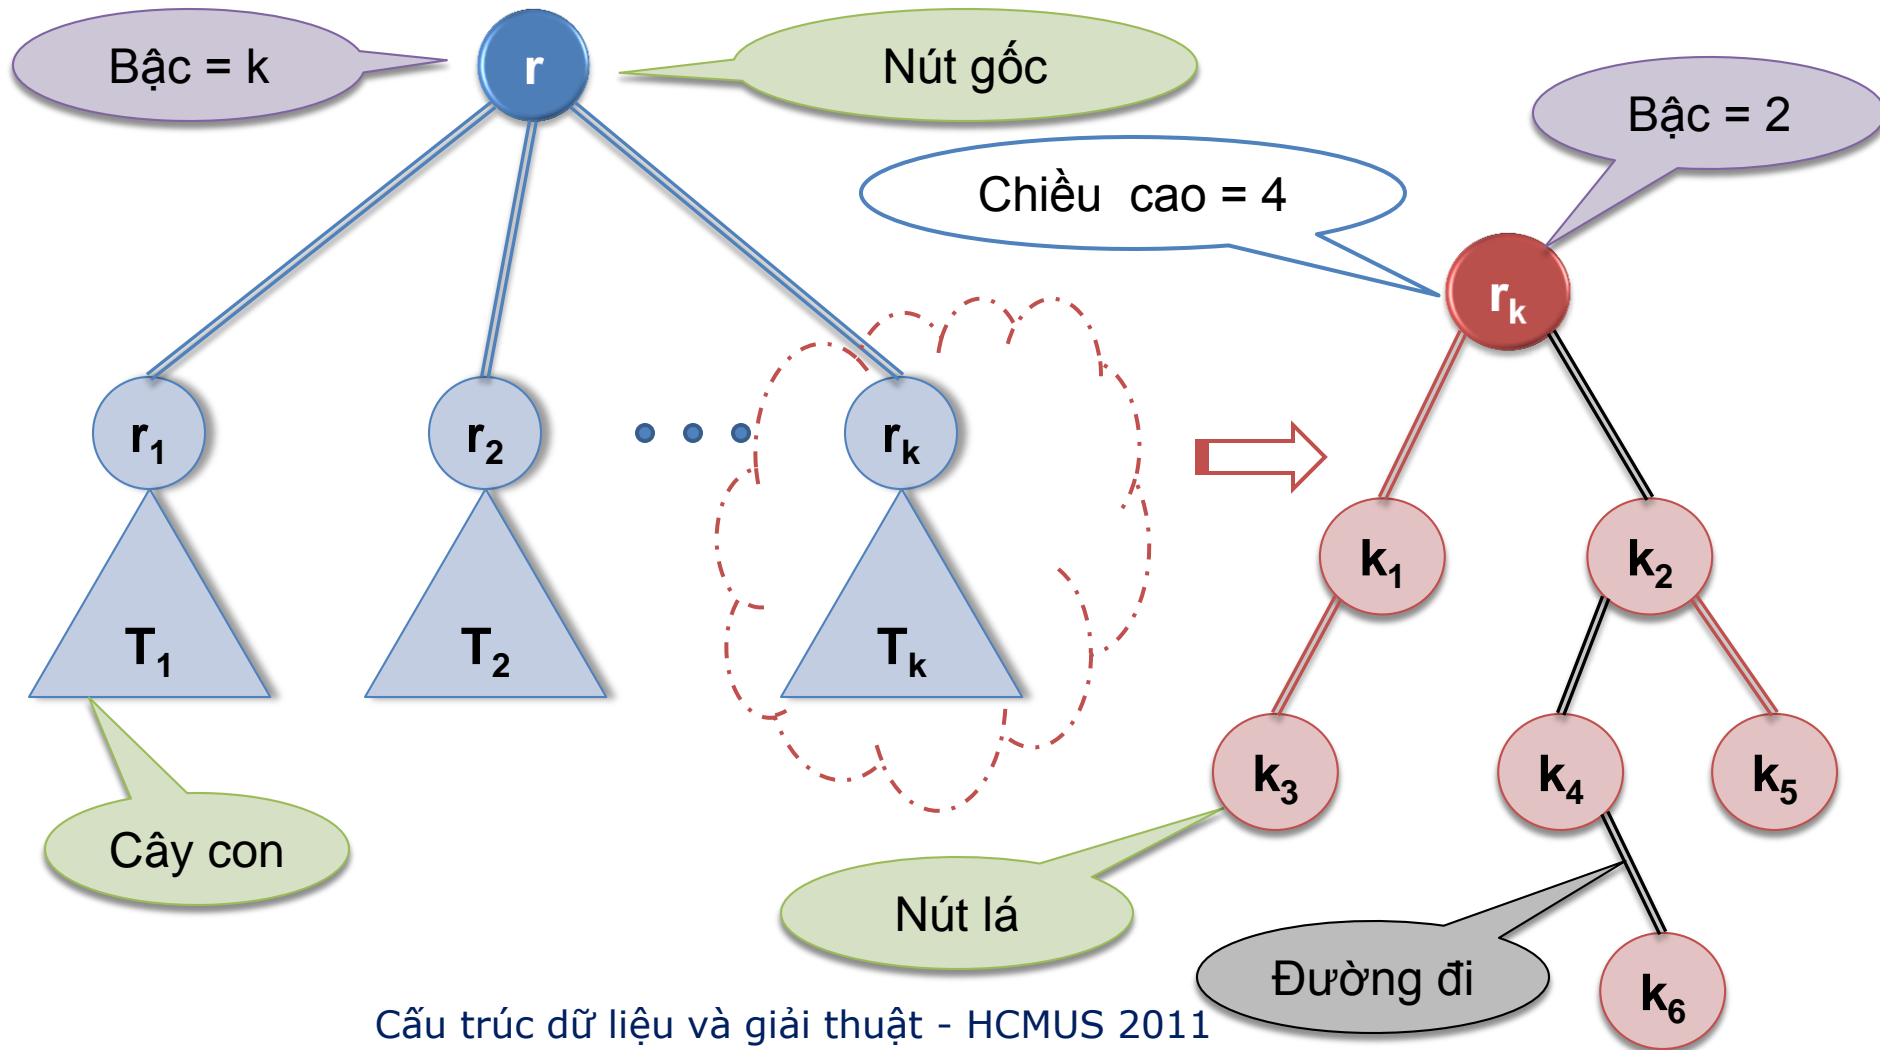 Bậc = k
r
Nút gốc
Bậc = 2
Chiều cao = 4
rₖ
r₁
r₂
rₖ
k₁
k₂
T₁
T₂
Tₖ
k₃
k₄
k₅
Cây con
Nút lá
Đường đi
k₆
Cấu trúc dữ liệu và giải thuật - HCMUS 2011